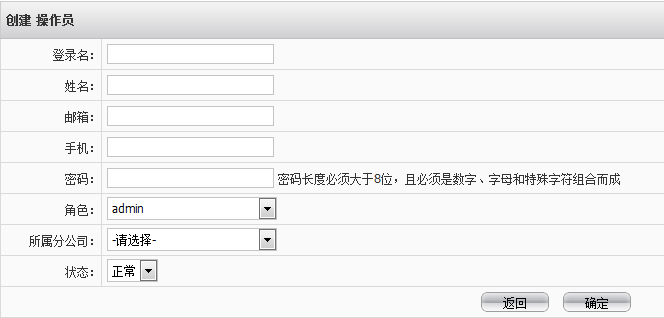 创建 操作员
登录名：
姓名：
邮箱：
手机：
密码： 密码长度必须大于8位，且必须是数字、字母和特殊字符组合而成
角色： admin
所属分公司： -请选择-
状态： 正常
返回 确定